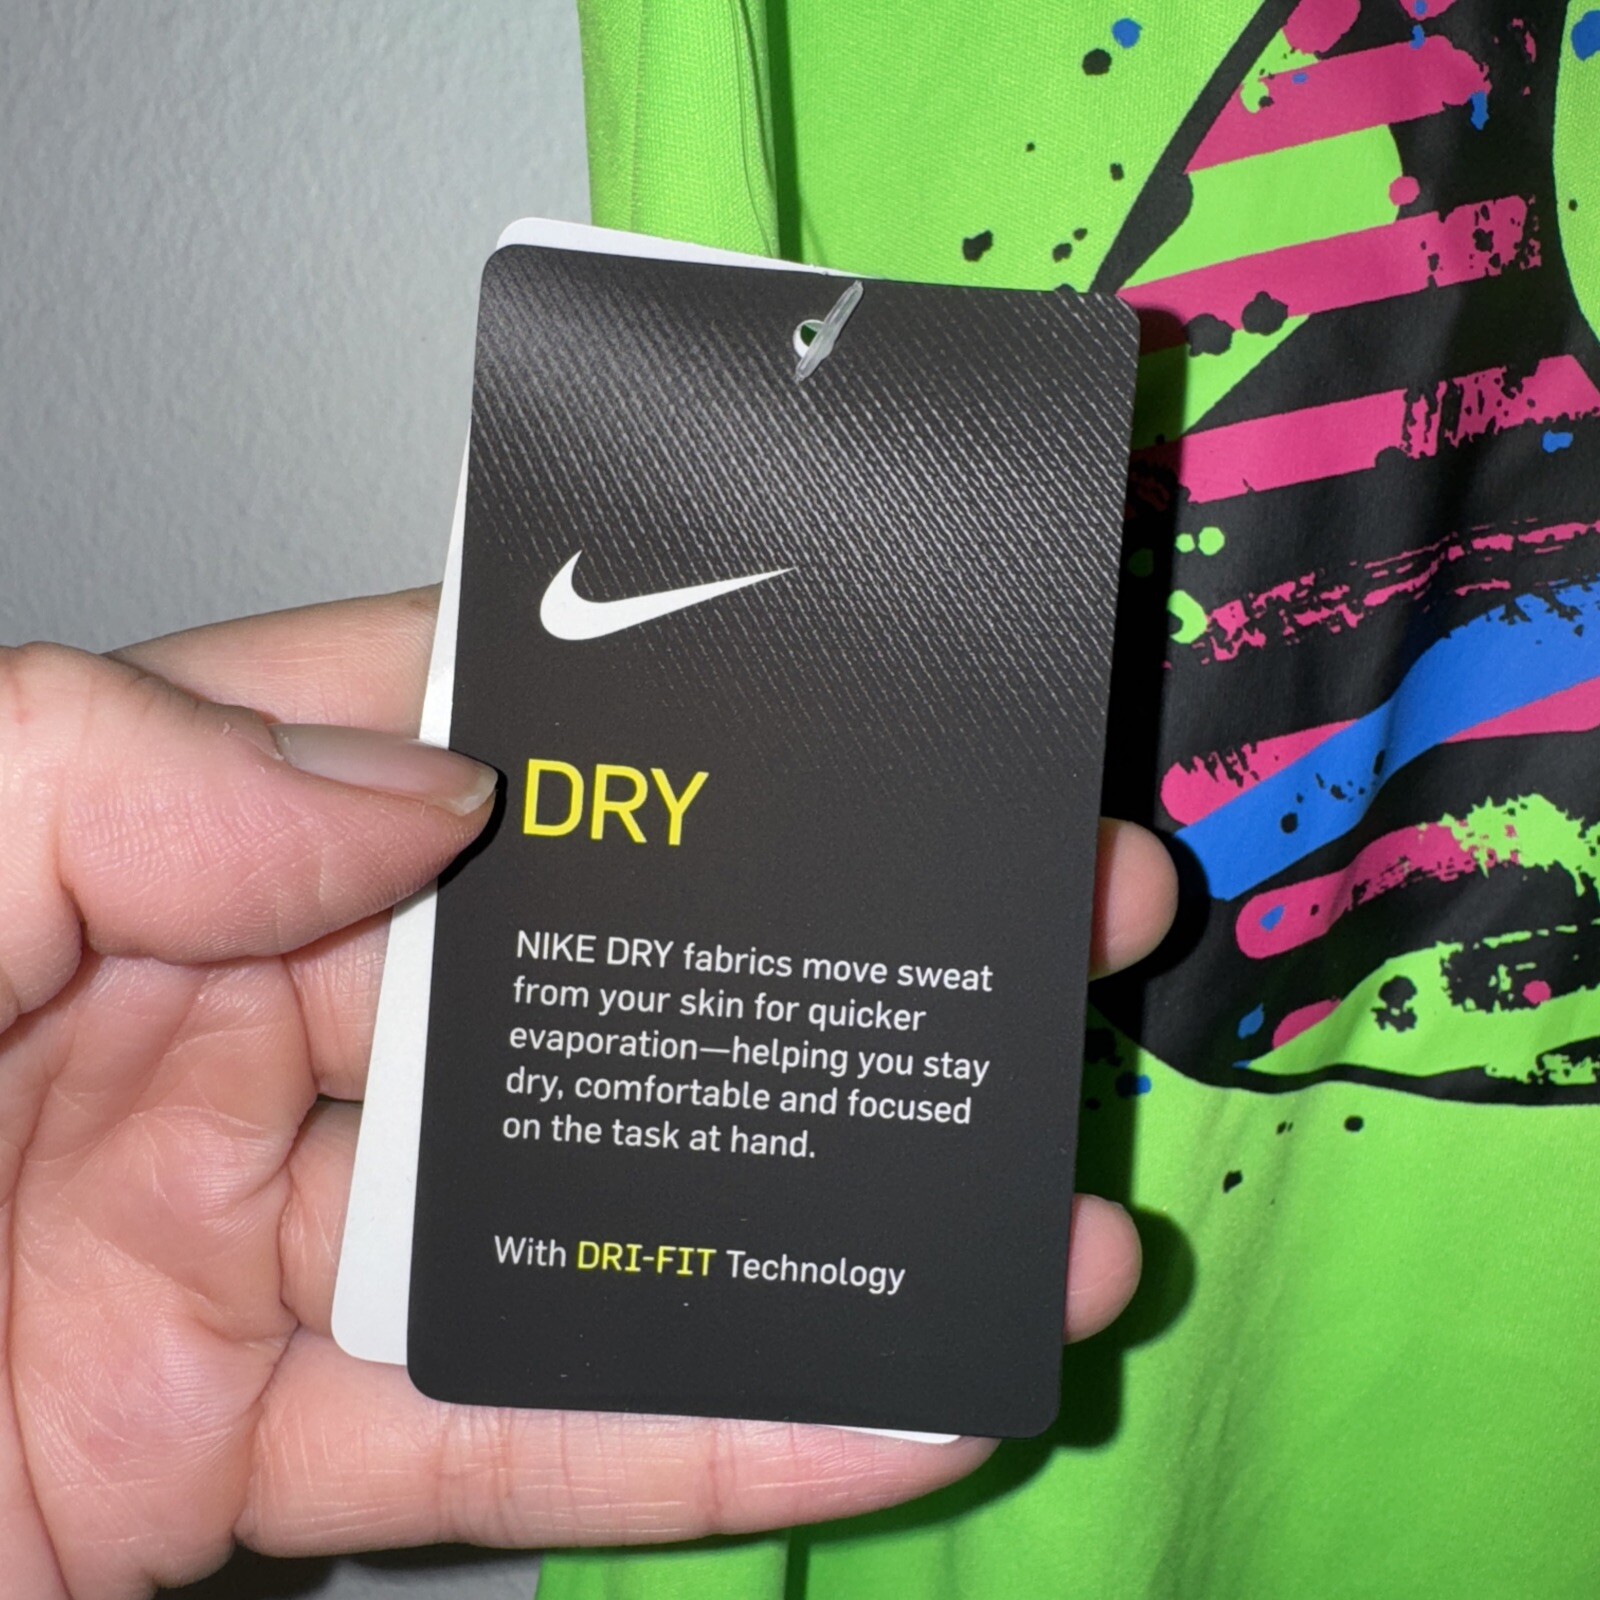 DRY
NIKE DRY fabrics move sweat
from your skin for quicker
evaporation—helping you stay
dry, comfortable and focused
on the task at hand.
With DRI-FIT Technology